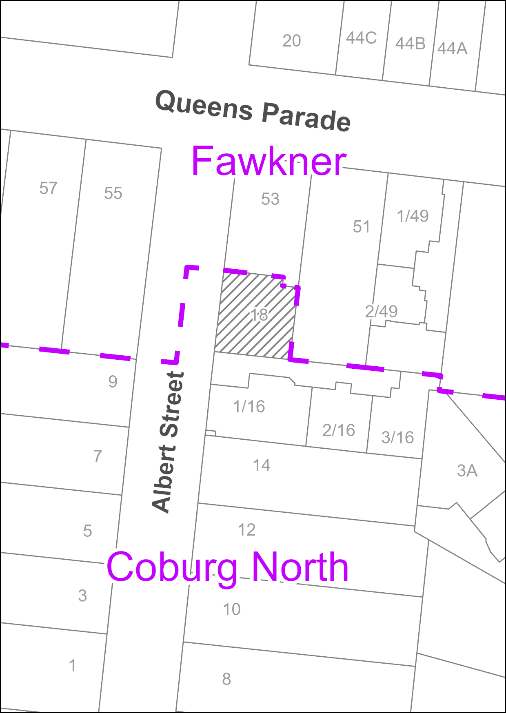 20
44C
44B
44A
Queens Parade
Fawkner
57
55
53
51
1/49
18
2/49
9
Albert Street
1/16
2/16
3/16
7
14
3A
5
12
Coburg North
3
10
1
8